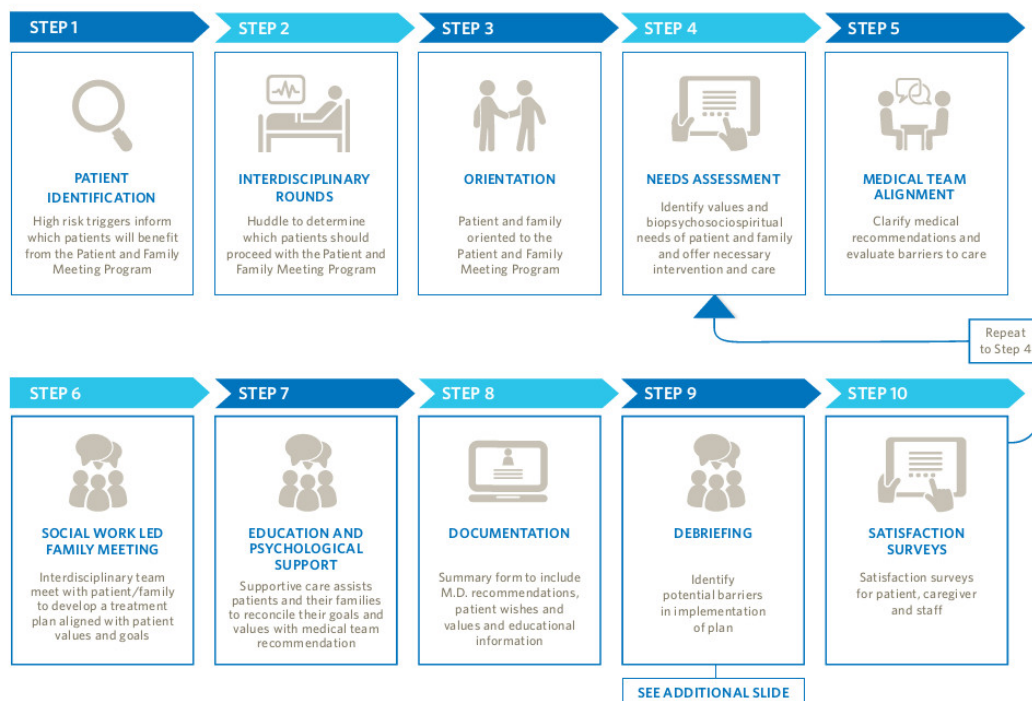 STEP 1
STEP 2
STEP 3
STEP 4
STEP 5
PATIENT
IDENTIFICATION
High risk triggers inform
which patients will benefit
from the Patient and Family
Meeting Program
INTERDISCIPLINARY
ROUNDS
Huddle to determine
which patients should
proceed with the Patient and
Family Meeting Program
ORIENTATION
Patient and family
oriented to the
Patient and Family
Meeting Program
NEEDS ASSESSMENT
Identify values and
biopsychosociospiritual
needs of patient and family
and offer necessary
intervention and care
MEDICAL TEAM
ALIGNMENT
Clarify medical
recommendations and
evaluate barriers to care
Repeat
to Step 4
STEP 6
STEP 7
STEP 8
STEP 9
STEP 10
SOCIAL WORK LED
FAMILY MEETING
Interdisciplinary team
meet with patient/family
to develop a treatment
plan aligned with patient
values and goals
EDUCATION AND
PSYCHOLOGICAL
SUPPORT
Supportive care assists
patients and their families
to reconcile their goals and
values with medical team
recommendation
DOCUMENTATION
Summary form to include
M.D. recommendations,
patient wishes and
values and educational
information
DEBRIEFING
Identify
potential barriers
in implementation
of plan
SATISFACTION
SURVEYS
Satisfaction surveys
for patient, caregiver
and staff
SEE ADDITIONAL SLIDE